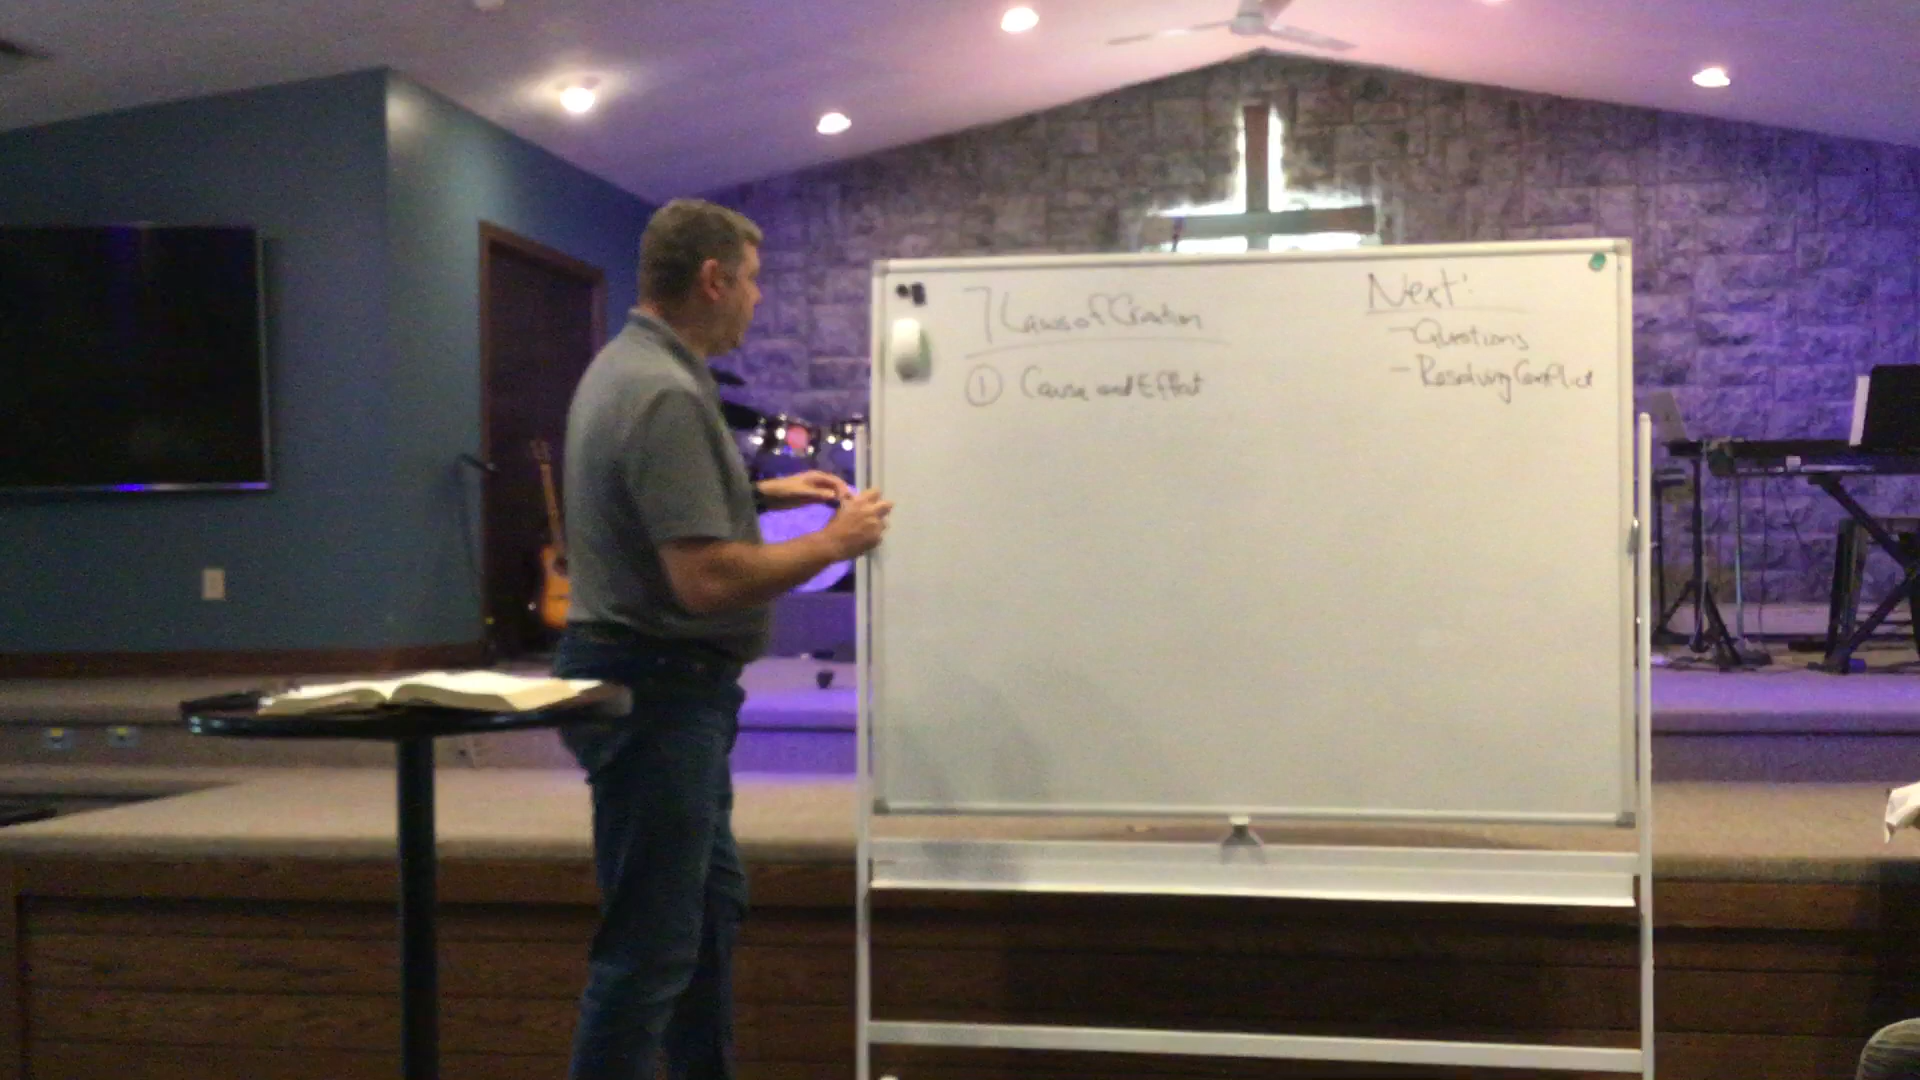 7 Laws of Creation
① Cause and Effect
Next:
- Questions
- Resolving Conflict